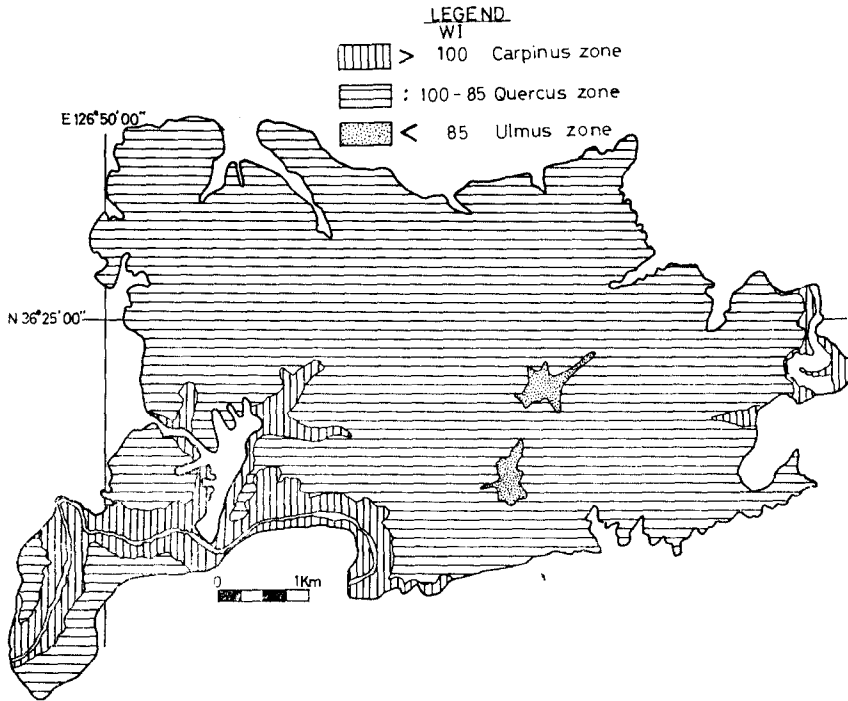 LEGEND
WI
> 100 Carpinus zone
: 100-85 Quercus zone
< 85 Ulmus zone
E 126°50'00"
N 36°25'00"
0 1Km